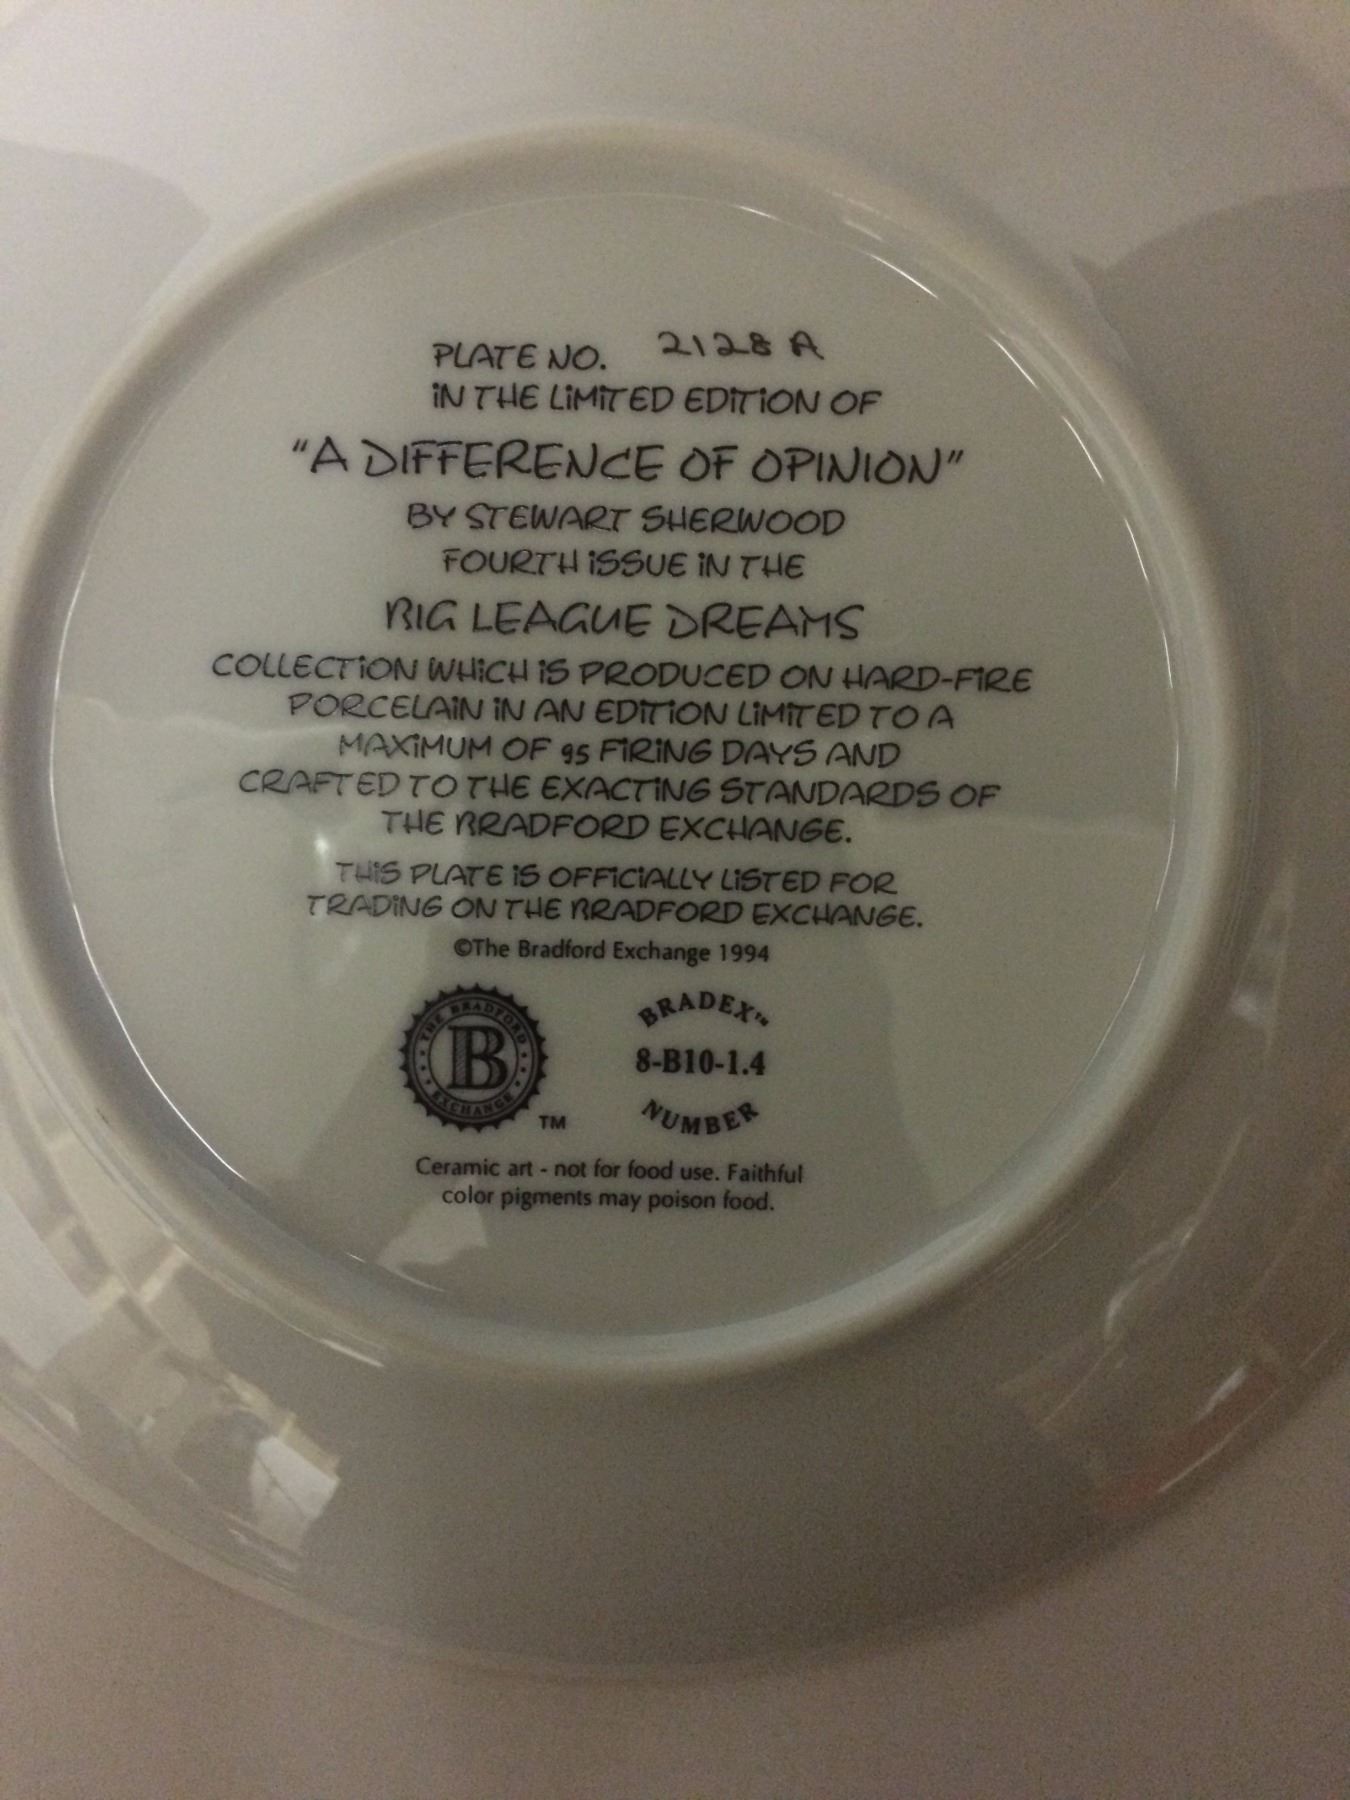 PLATE NO. 2128 A
IN THE LIMITED EDITION OF
"A DIFFERENCE OF OPINION"
BY STEWART SHERWOOD
FOURTH ISSUE IN THE
BIG LEAGUE DREAMS
COLLECTION WHICH IS PRODUCED ON HARD-FIRE
PORCELAIN IN AN EDITION LIMITED TO A
MAXIMUM OF 95 FIRING DAYS AND
CRAFTED TO THE EXACTING STANDARDS OF
THE BRADFORD EXCHANGE.
THIS PLATE IS OFFICIALLY LISTED FOR
TRADING ON THE BRADFORD EXCHANGE.
©The Bradford Exchange 1994
THE BRADFORD
B
EXCHANGE
TM
BRADEX™
8-B10-1.4
NUMBER
Ceramic art - not for food use. Faithful
color pigments may poison food.